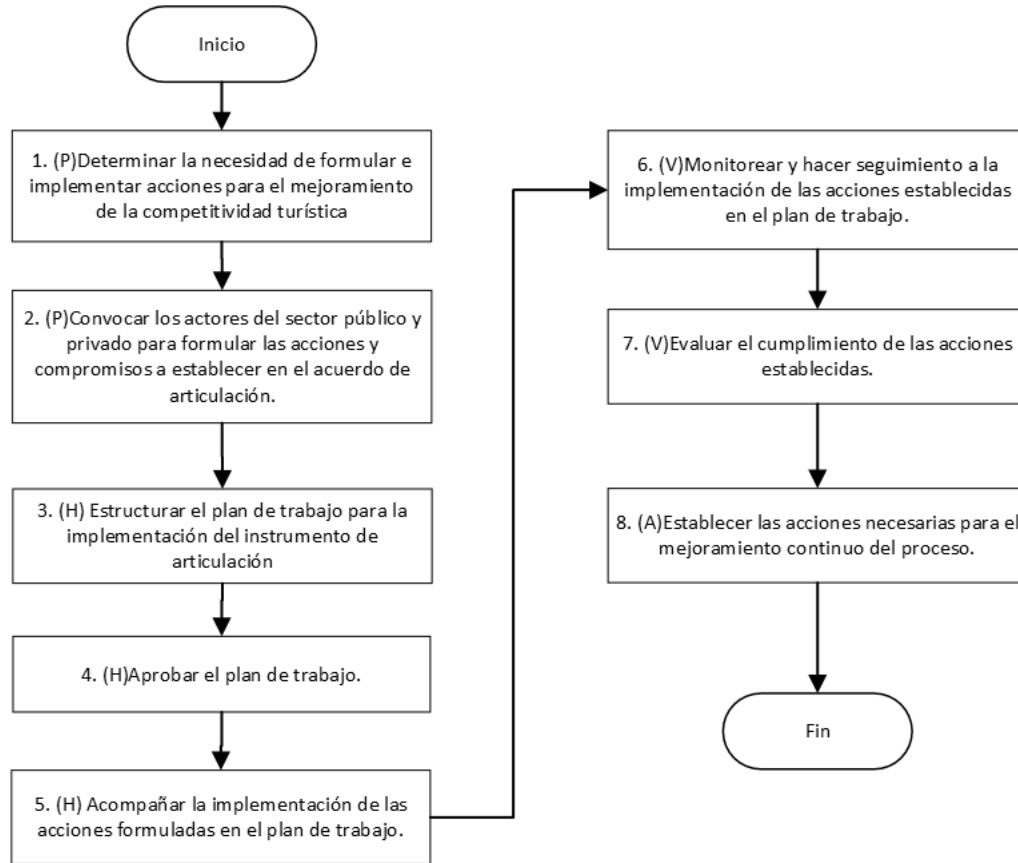 Inicio
1. (P)Determinar la necesidad de formular e
implementar acciones para el mejoramiento
de la competitividad turística
2. (P)Convocar los actores del sector público y
privado para formular las acciones y
compromisos a establecer en el acuerdo de
articulación.
3. (H) Estructurar el plan de trabajo para la
implementación del instrumento de
articulación
4. (H)Aprobar el plan de trabajo.
5. (H) Acompañar la implementación de las
acciones formuladas en el plan de trabajo.
6. (V)Monitorear y hacer seguimiento a la
implementación de las acciones establecidas
en el plan de trabajo.
7. (V)Evaluar el cumplimiento de las acciones
establecidas.
8. (A)Establecer las acciones necesarias para el
mejoramiento continuo del proceso.
Fin